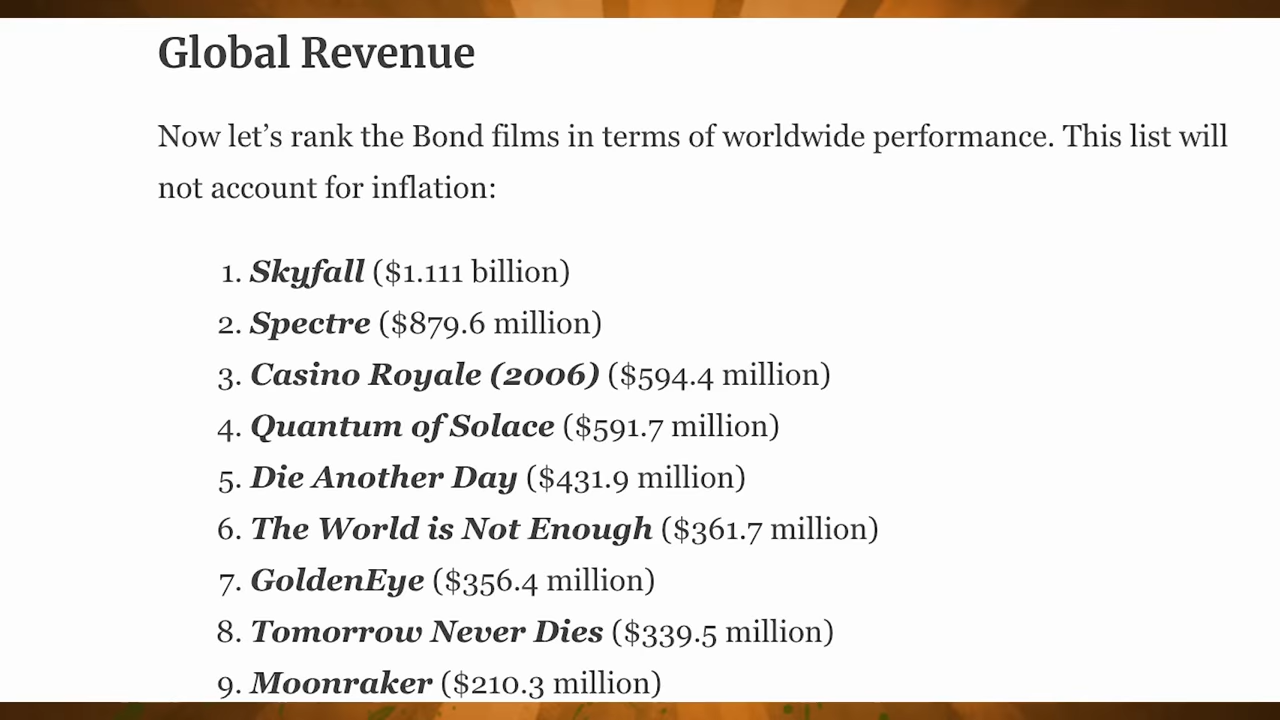 Global Revenue
Now let’s rank the Bond films in terms of worldwide performance. This list will
not account for inflation:
1. Skyfall ($1.111 billion)
2. Spectre ($879.6 million)
3. Casino Royale (2006) ($594.4 million)
4. Quantum of Solace ($591.7 million)
5. Die Another Day ($431.9 million)
6. The World is Not Enough ($361.7 million)
7. GoldenEye ($356.4 million)
8. Tomorrow Never Dies ($339.5 million)
9. Moonraker ($210.3 million)